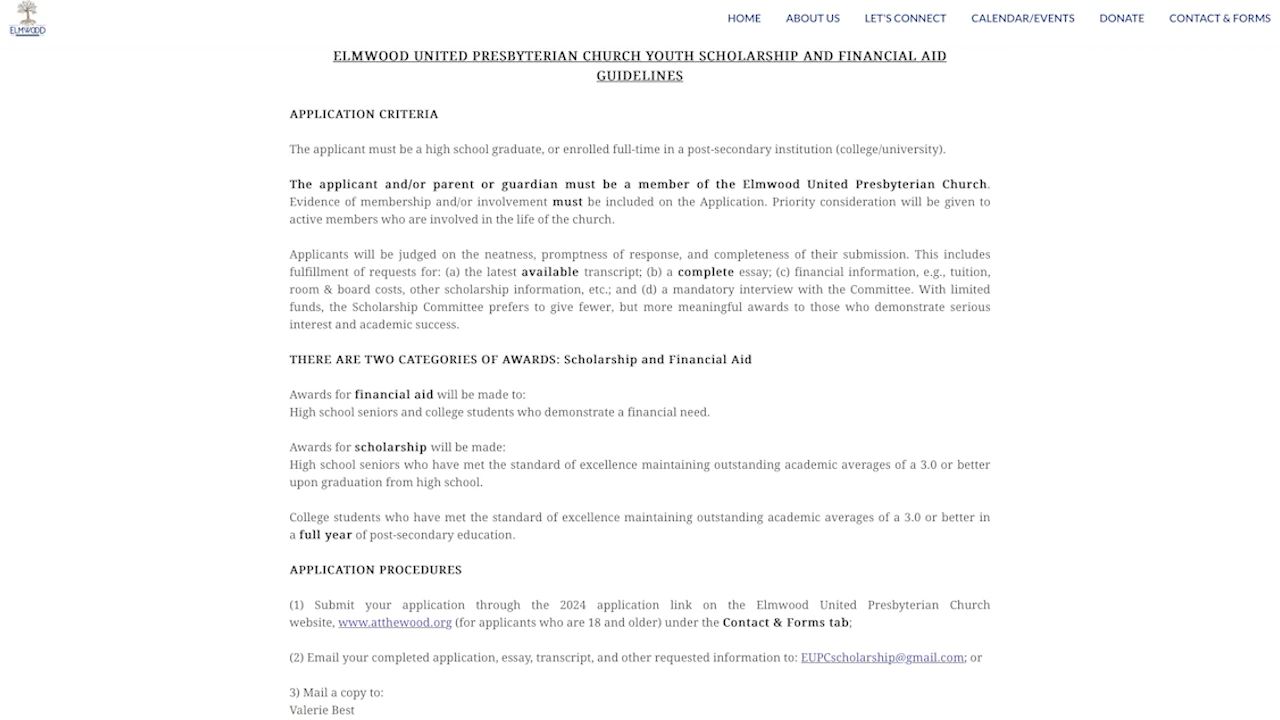 ELMWOOD
HOME ABOUT US LET'S CONNECT CALENDAR/EVENTS DONATE CONTACT & FORMS
ELMWOOD UNITED PRESBYTERIAN CHURCH YOUTH SCHOLARSHIP AND FINANCIAL AID
GUIDELINES
APPLICATION CRITERIA
The applicant must be a high school graduate, or enrolled full-time in a post-secondary institution (college/university).
The applicant and/or parent or guardian must be a member of the Elmwood United Presbyterian Church.
Evidence of membership and/or involvement must be included on the Application. Priority consideration will be given to
active members who are involved in the life of the church.
Applicants will be judged on the neatness, promptness of response, and completeness of their submission. This includes
fulfillment of requests for: (a) the latest available transcript; (b) a complete essay; (c) financial information, e.g., tuition,
room & board costs, other scholarship information, etc.; and (d) a mandatory interview with the Committee. With limited
funds, the Scholarship Committee prefers to give fewer, but more meaningful awards to those who demonstrate serious
interest and academic success.
THERE ARE TWO CATEGORIES OF AWARDS: Scholarship and Financial Aid
Awards for financial aid will be made to:
High school seniors and college students who demonstrate a financial need.
Awards for scholarship will be made:
High school seniors who have met the standard of excellence maintaining outstanding academic averages of a 3.0 or better
upon graduation from high school.
College students who have met the standard of excellence maintaining outstanding academic averages of a 3.0 or better in
a full year of post-secondary education.
APPLICATION PROCEDURES
(1) Submit your application through the 2024 application link on the Elmwood United Presbyterian Church
website, www.atthewood.org (for applicants who are 18 and older) under the Contact & Forms tab;
(2) Email your completed application, essay, transcript, and other requested information to: EUPCscholarship@gmail.com; or
3) Mail a copy to:
Valerie Best